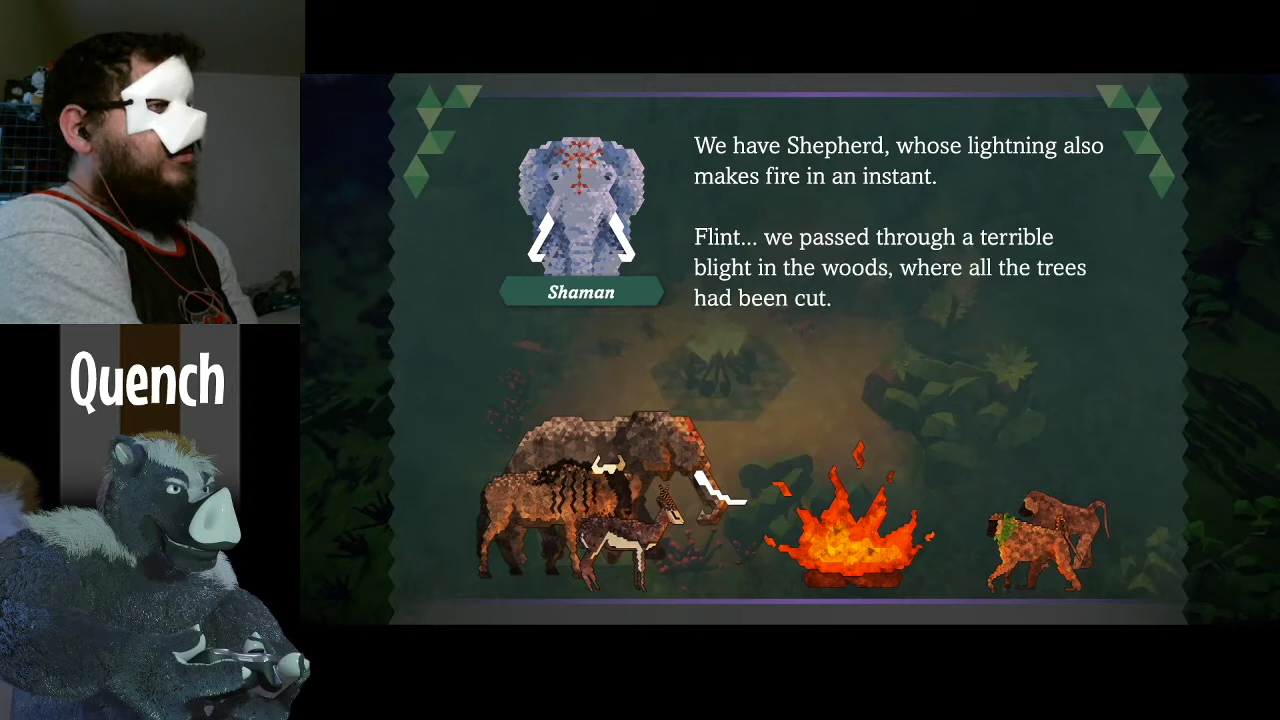 We have Shepherd, whose lightning also
makes fire in an instant.
Flint... we passed through a terrible
blight in the woods, where all the trees
had been cut.
Shaman
Quench